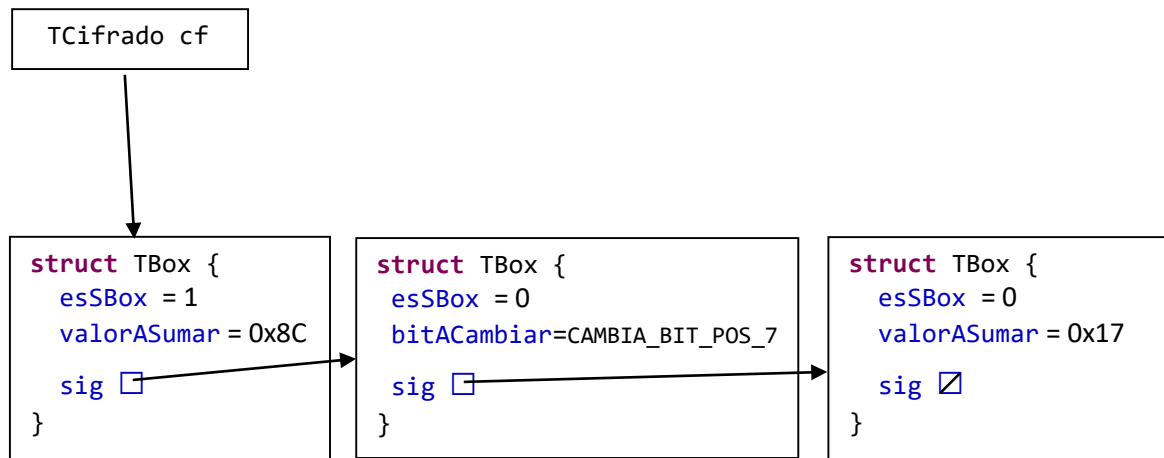 TCifrado cf
struct TBox {
esSBox = 1
valorASumar = 0x8C
sig
}
struct TBox {
esSBox = 0
bitACambiar=CAMBIA_BIT_POS_7
sig
}
struct TBox {
esSBox = 0
valorASumar = 0x17
sig
}